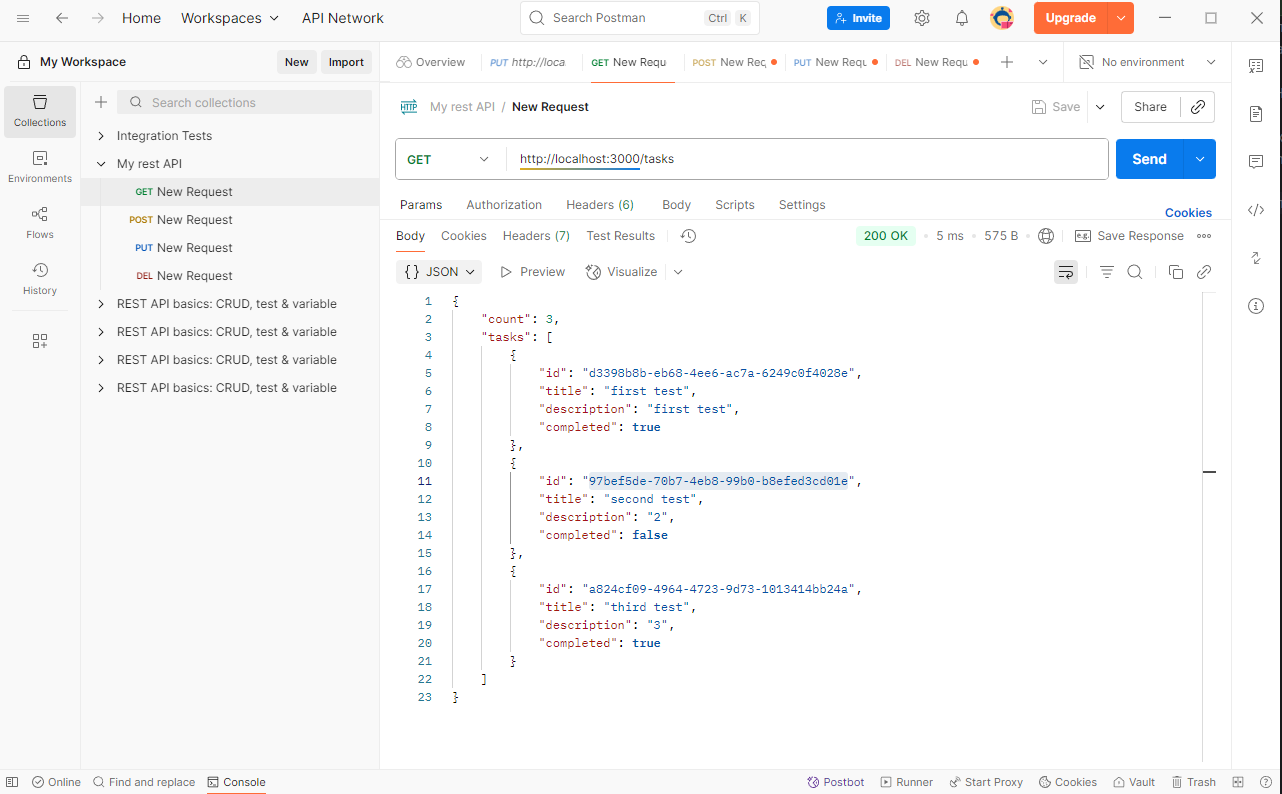 Home Workspaces API Network Search Postman Ctrl K Invite Upgrade
My Workspace New Import
Overview PUT http://loca GET New Requ POST New Req PUT New Requ DEL New Requ No environment
Collections
Environments
Flows
History
Search collections
Integration Tests
My rest API
GET New Request
POST New Request
PUT New Request
DEL New Request
REST API basics: CRUD, test & variable
REST API basics: CRUD, test & variable
REST API basics: CRUD, test & variable
REST API basics: CRUD, test & variable
HTTP My rest API / New Request Save Share
GET http://localhost:3000/tasks Send
Params Authorization Headers (6) Body Scripts Settings Cookies
Body Cookies Headers (7) Test Results 200 OK 5 ms 575 B e.g. Save Response
{} JSON Preview Visualize
1 {
2 "count": 3,
3 "tasks": [
4 {
5 "id": "d3398b8b-eb68-4ee6-ac7a-6249c0f4028e",
6 "title": "first test",
7 "description": "first test",
8 "completed": true
9 },
10 {
11 "id": "97bef5de-70b7-4eb8-99b0-b8efed3cd01e",
12 "title": "second test",
13 "description": "2",
14 "completed": false
15 },
16 {
17 "id": "a824cf09-4964-4723-9d73-1013414bb24a",
18 "title": "third test",
19 "description": "3",
20 "completed": true
21 }
22 ]
23 }
Online Find and replace Console Postbot Runner Start Proxy Cookies Vault Trash